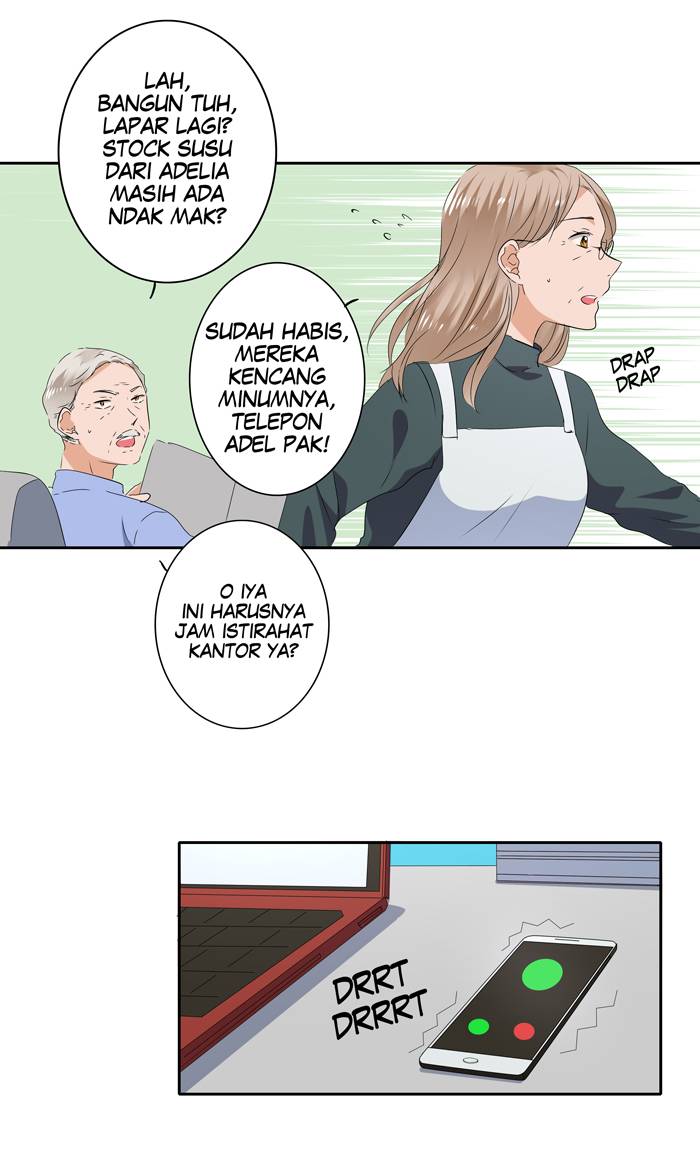 LAH,
BANGUN TUH,
LAPAR LAGI?
STOCK SUSU
DARI ADELIA
MASIH ADA
NDAK MAK?
SUDAH HABIS,
MEREKA
KENCANG
MINUMNYA,
TELEPON
ADEL PAK!
DRAP
DRAP
O IYA
INI HARUSNYA
JAM ISTIRAHAT
KANTOR YA?
DRRT
DRRRT